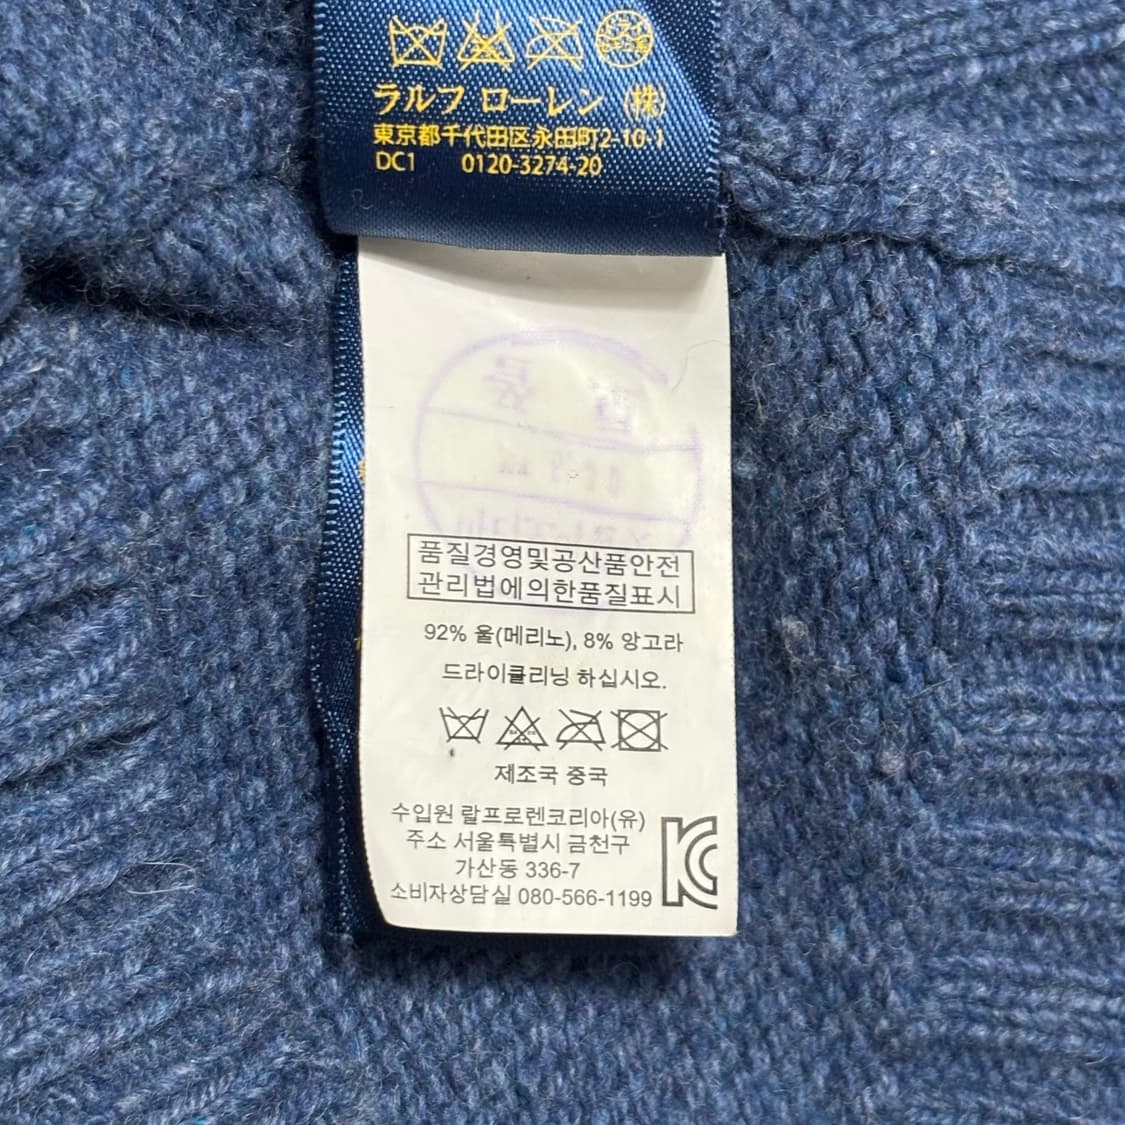 ラルフ ローレン (株)
東京都千代田区永田町2-10-1
DC1 0120-3274-20
품질경영및공산품안전
관리법에의한품질표시
92% 울(메리노), 8% 앙고라
드라이클리닝 하십시오.
제조국 중국
수입원 랄프로렌코리아(유)
주소 서울특별시 금천구
가산동 336-7
소비자상담실 080-566-1199